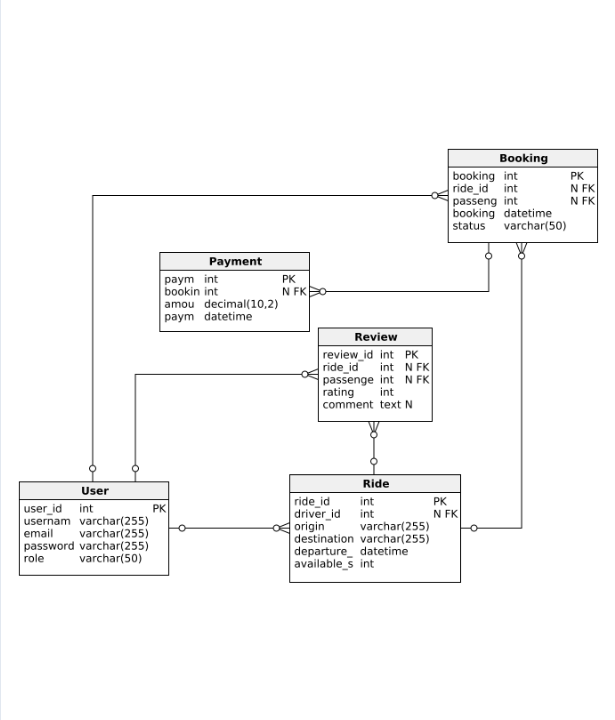 Booking
booking int PK
ride_id int N FK
passeng int N FK
booking datetime
status varchar(50)
Payment
paym int PK
bookin int N FK
amou decimal(10,2)
paym datetime
Review
review_id int PK
ride_id int N FK
passenge int N FK
rating int
comment text N
User
user_id int PK
usernam varchar(255)
email varchar(255)
password varchar(255)
role varchar(50)
Ride
ride_id int PK
driver_id int N FK
origin varchar(255)
destination varchar(255)
departure_ datetime
available_s int